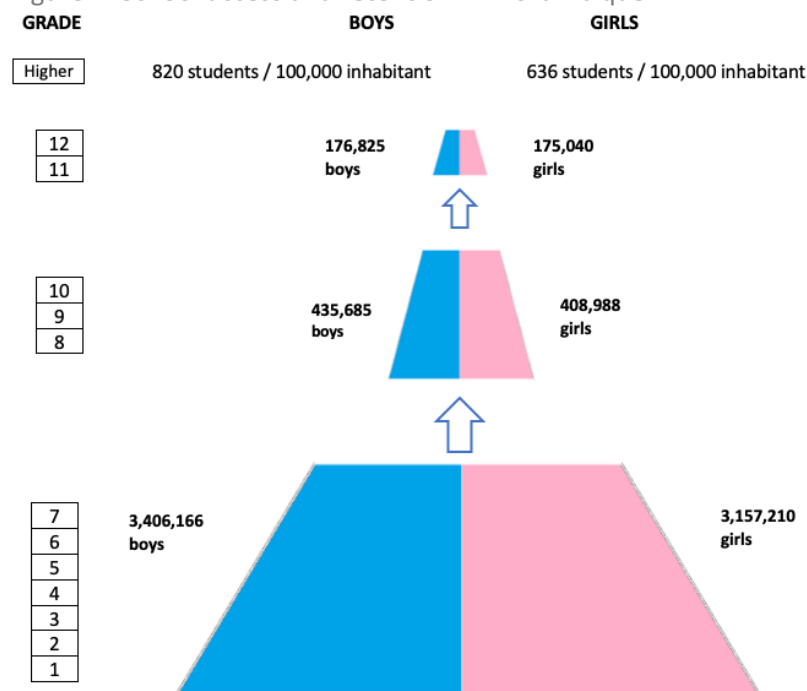 GRADE BOYS GIRLS
Higher 820 students / 100,000 inhabitant 636 students / 100,000 inhabitant
12
11
176,825
boys
175,040
girls
10
9
8
435,685
boys
408,988
girls
7
6
5
4
3
2
1
3,406,166
boys
3,157,210
girls